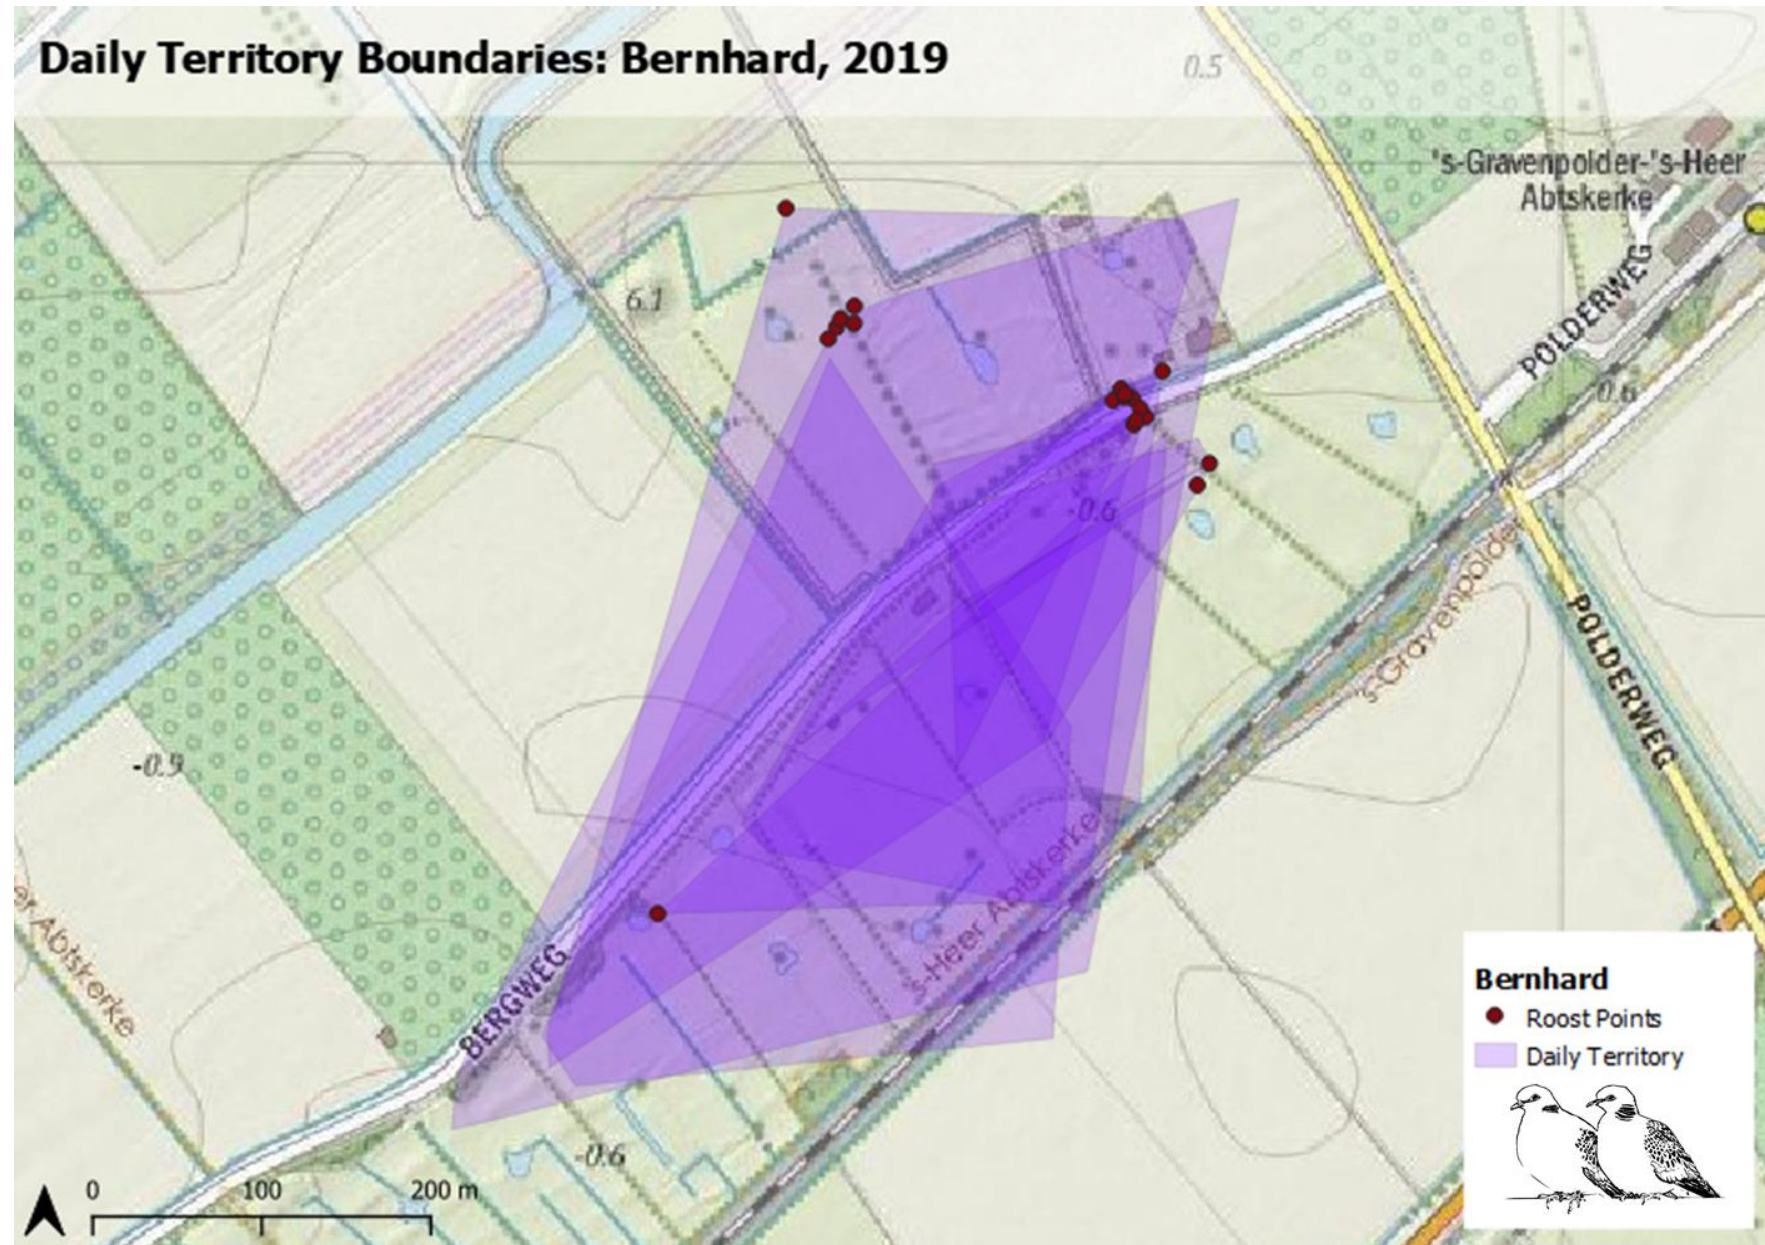 Daily Territory Boundaries: Bernhard, 2019
0.5
's-Gravenpolder-'s-Heer
Abtskerke
6.1
POLDERWEG
0.6
-0.6
's-Gravenpolder
POLDERWEG
-0.9
's-Heer Abtskerke
er-Abtskerke
BERGWEG
-0.6
Bernhard
Roost Points
Daily Territory
0 100 200 m